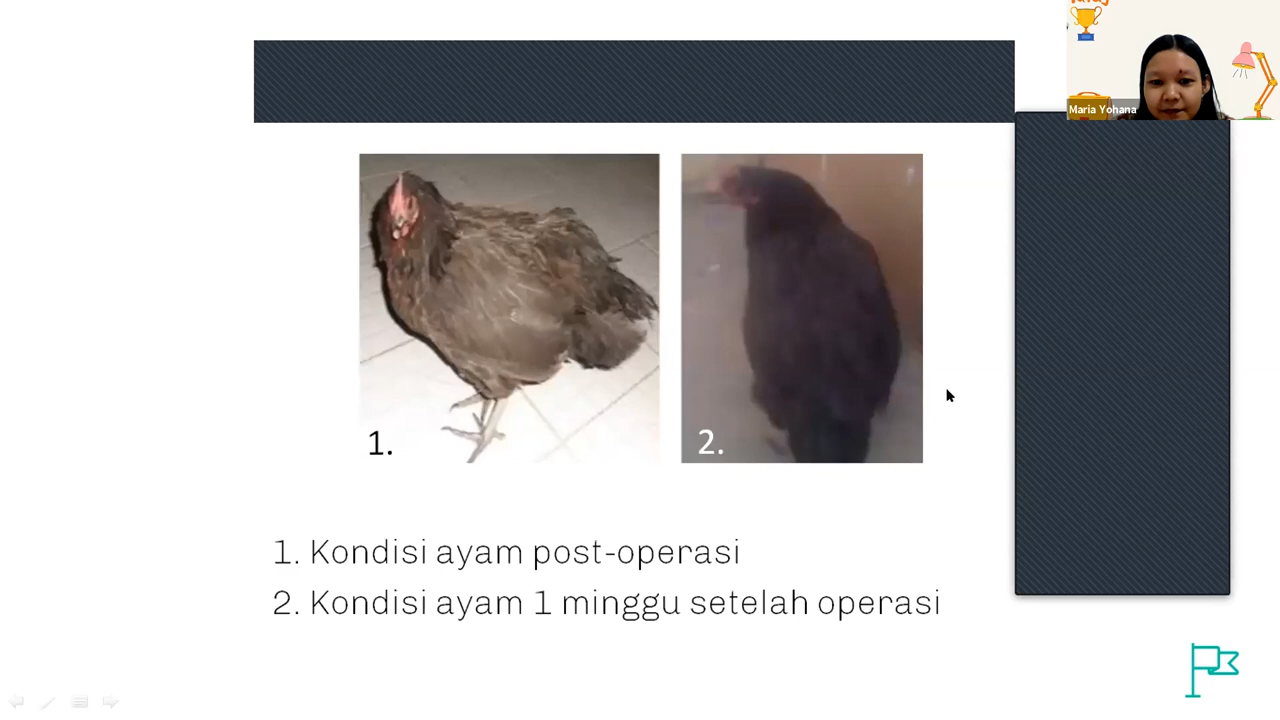 Maria Yohana
1.
2.
1. Kondisi ayam post-operasi
2. Kondisi ayam 1 minggu setelah operasi